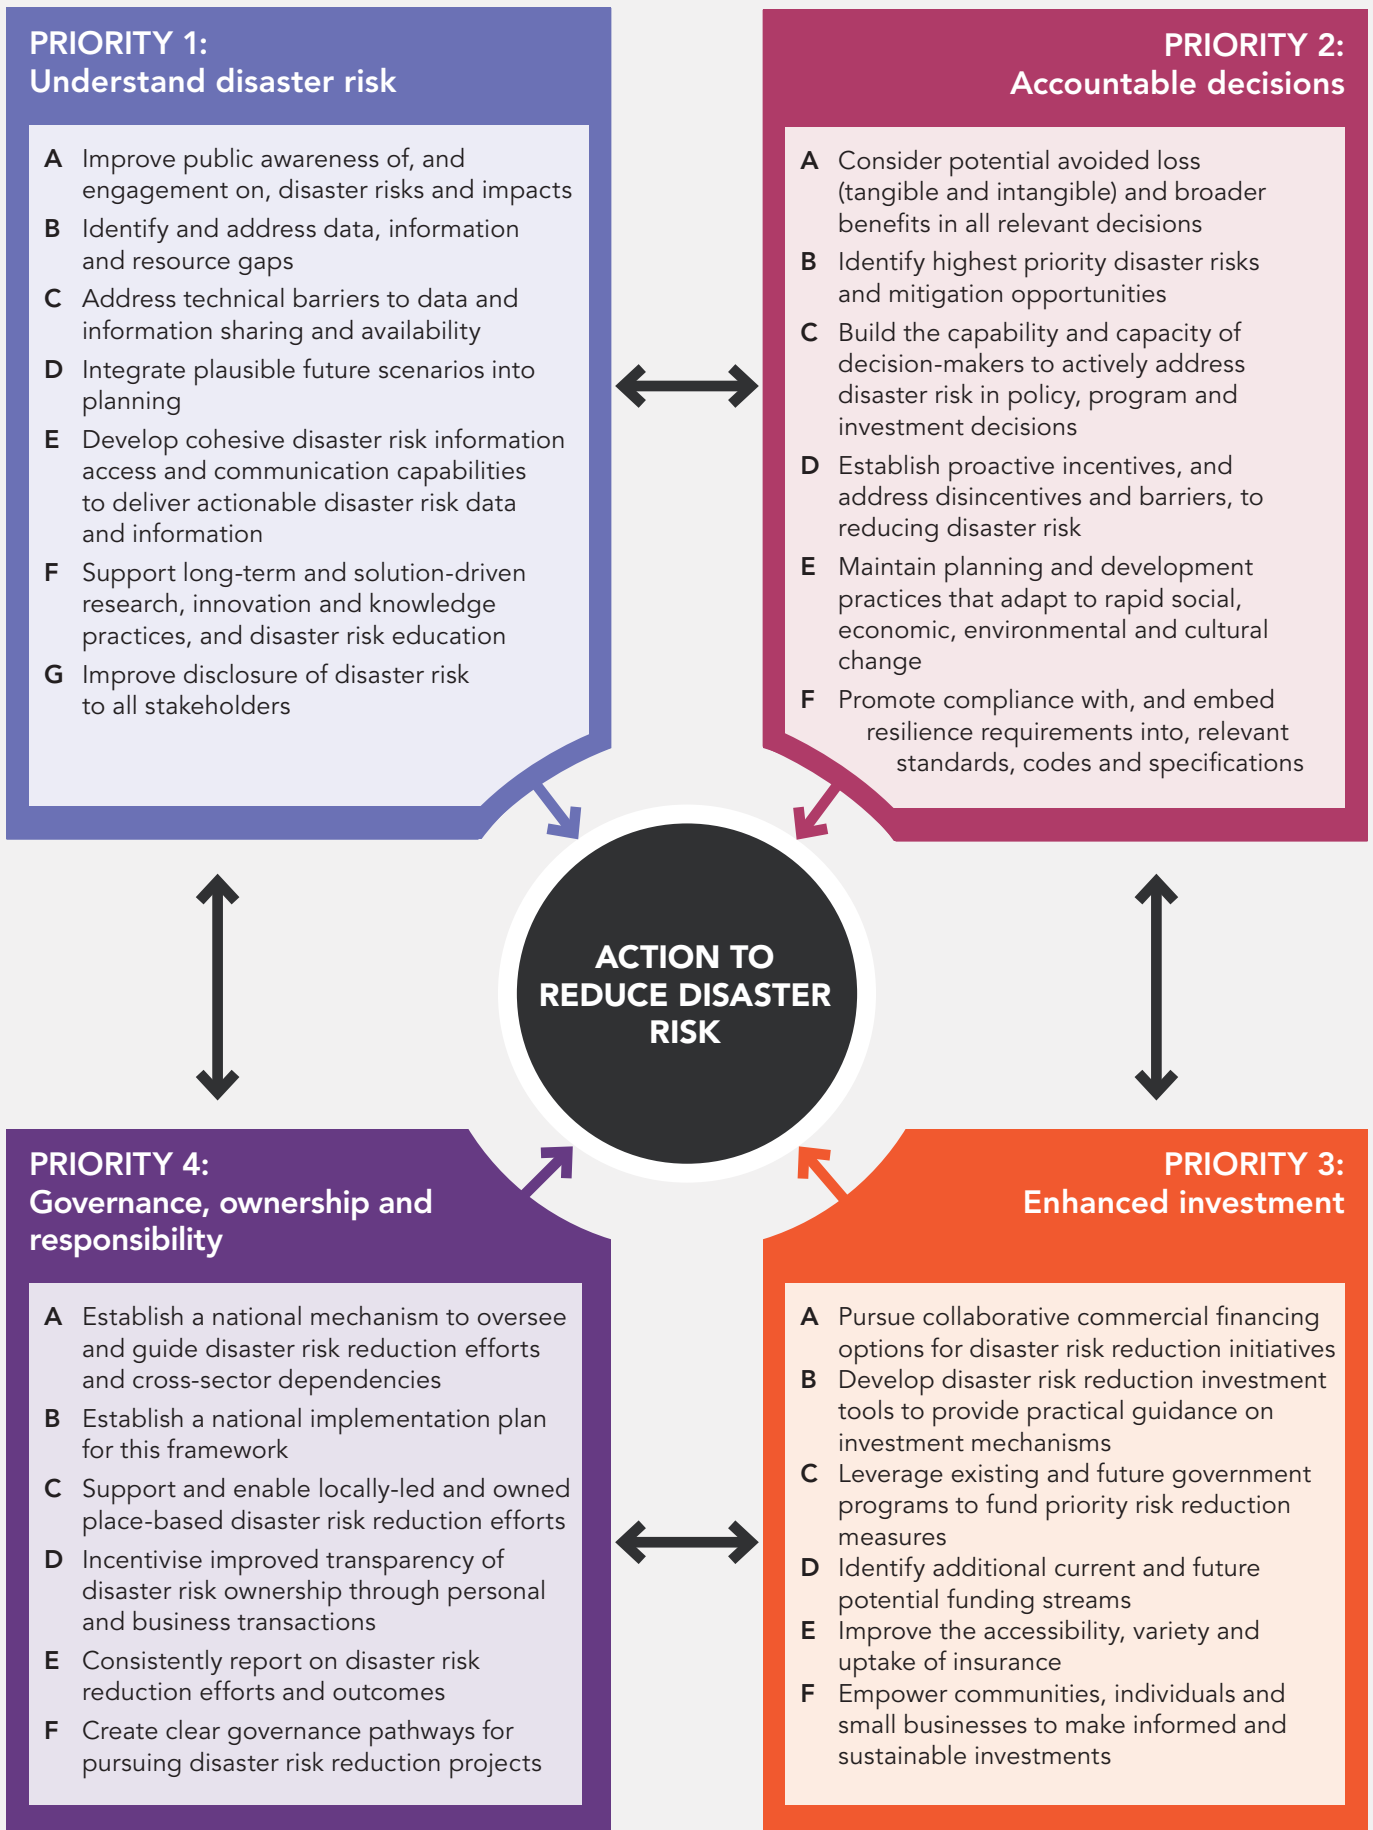 PRIORITY 1:
Understand disaster risk
A Improve public awareness of, and
engagement on, disaster risks and impacts
B Identify and address data, information
and resource gaps
C Address technical barriers to data and
information sharing and availability
D Integrate plausible future scenarios into
planning
E Develop cohesive disaster risk information
access and communication capabilities
to deliver actionable disaster risk data
and information
F Support long-term and solution-driven
research, innovation and knowledge
practices, and disaster risk education
G Improve disclosure of disaster risk
to all stakeholders
PRIORITY 2:
Accountable decisions
A Consider potential avoided loss
(tangible and intangible) and broader
benefits in all relevant decisions
B Identify highest priority disaster risks
and mitigation opportunities
C Build the capability and capacity of
decision-makers to actively address
disaster risk in policy, program and
investment decisions
D Establish proactive incentives, and
address disincentives and barriers, to
reducing disaster risk
E Maintain planning and development
practices that adapt to rapid social,
economic, environmental and cultural
change
F Promote compliance with, and embed
resilience requirements into, relevant
standards, codes and specifications
ACTION TO
REDUCE DISASTER
RISK
PRIORITY 4:
Governance, ownership and
responsibility
A Establish a national mechanism to oversee
and guide disaster risk reduction efforts
and cross-sector dependencies
B Establish a national implementation plan
for this framework
C Support and enable locally-led and owned
place-based disaster risk reduction efforts
D Incentivise improved transparency of
disaster risk ownership through personal
and business transactions
E Consistently report on disaster risk
reduction efforts and outcomes
F Create clear governance pathways for
pursuing disaster risk reduction projects
PRIORITY 3:
Enhanced investment
A Pursue collaborative commercial financing
options for disaster risk reduction initiatives
B Develop disaster risk reduction investment
tools to provide practical guidance on
investment mechanisms
C Leverage existing and future government
programs to fund priority risk reduction
measures
D Identify additional current and future
potential funding streams
E Improve the accessibility, variety and
uptake of insurance
F Empower communities, individuals and
small businesses to make informed and
sustainable investments